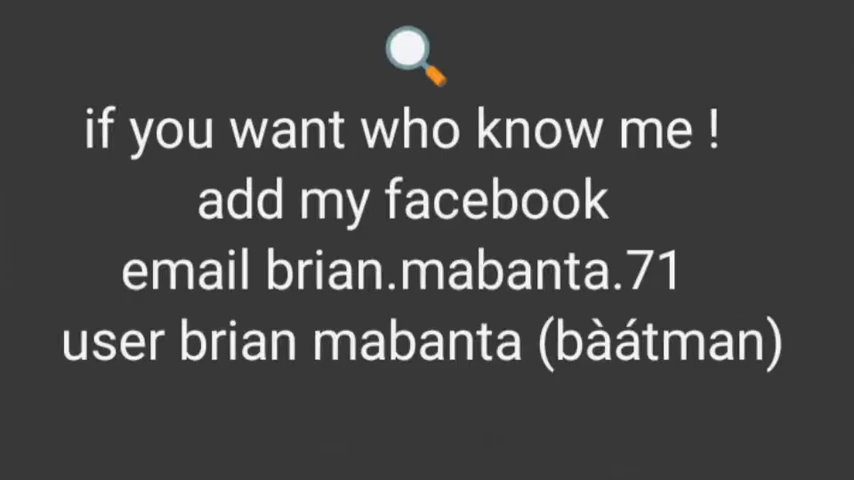 if you want who know me !
add my facebook
email brian.mabanta.71
user brian mabanta (bàátman)